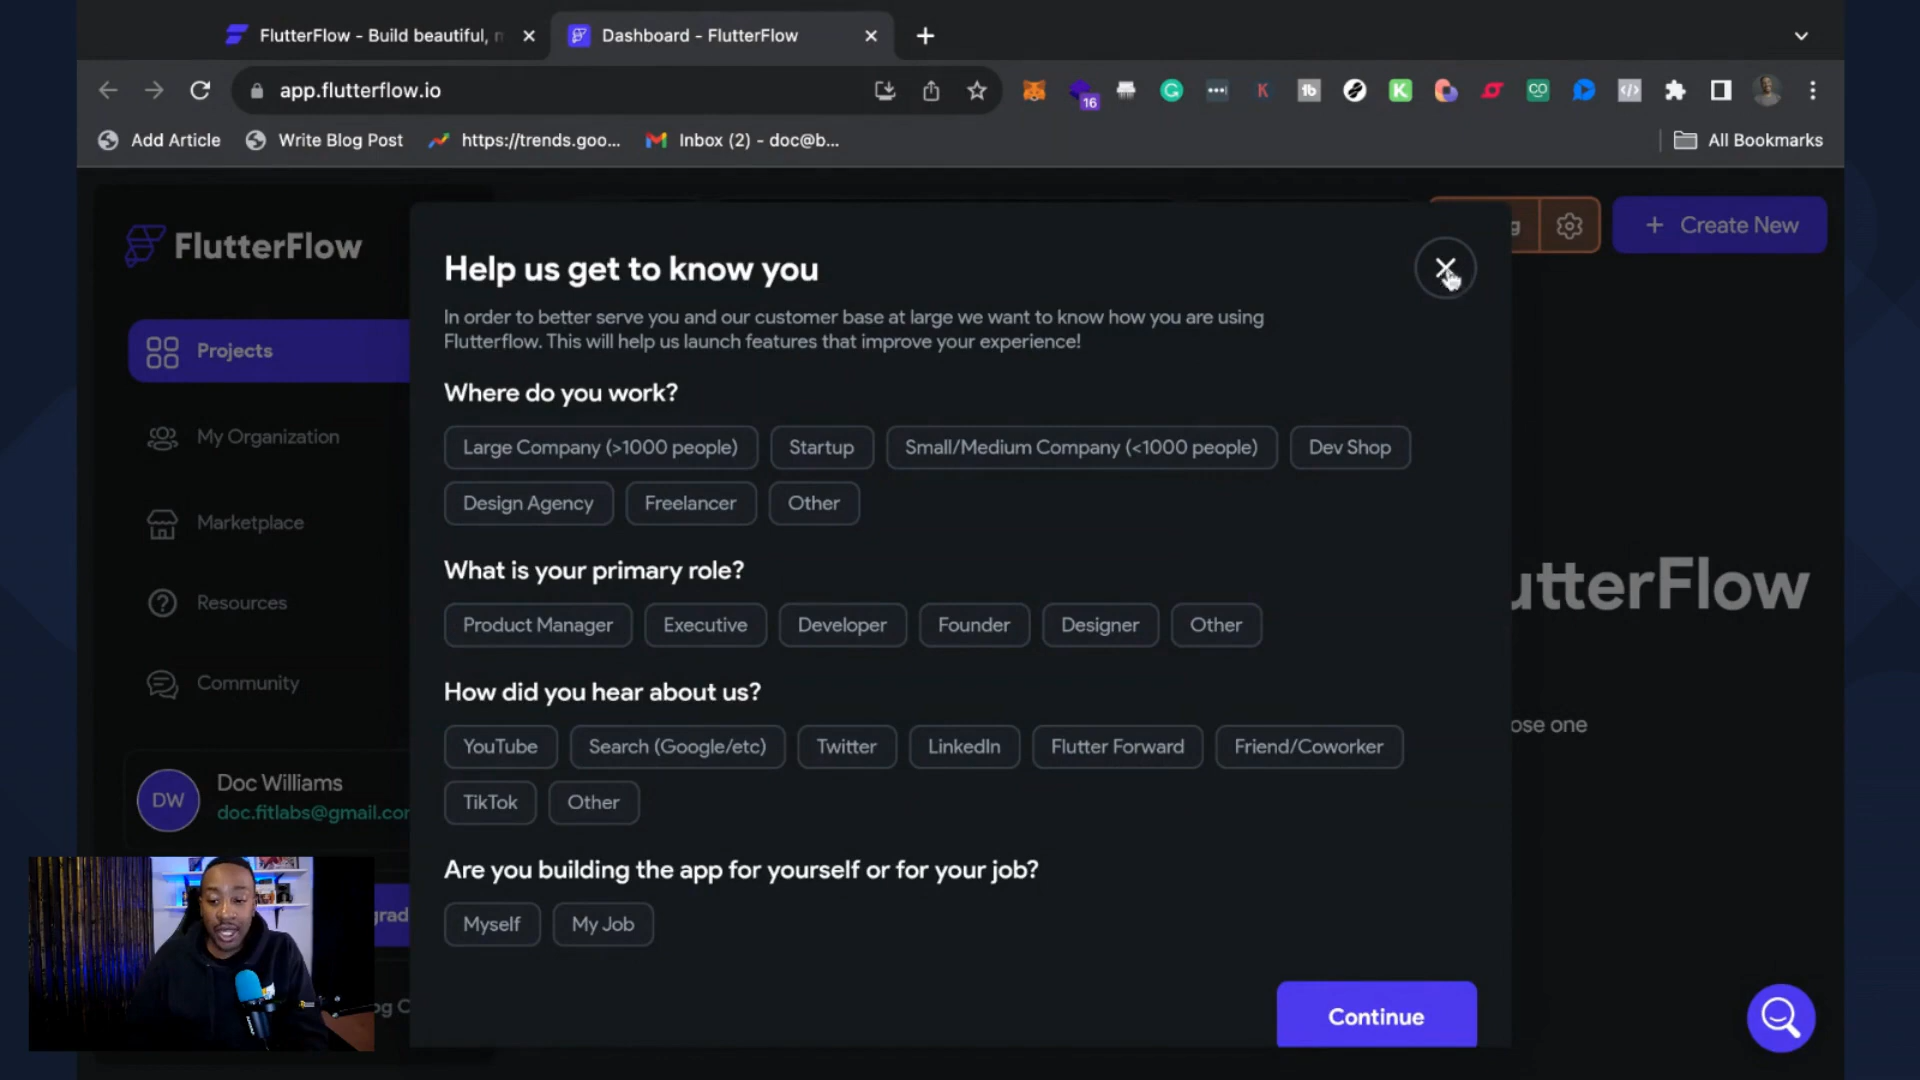 FlutterFlow - Build beautiful,
Dashboard - FlutterFlow
app.flutterflow.io
16
Add Article
Write Blog Post
https://trends.goo...
Inbox (2) - doc@b...
All Bookmarks
FlutterFlow
g
+ Create New
Help us get to know you
In order to better serve you and our customer base at large we want to know how you are using
Flutterflow. This will help us launch features that improve your experience!
Projects
My Organization
Marketplace
Resources
Community
Where do you work?
Large Company (>1000 people) Startup Small/Medium Company (<1000 people) Dev Shop
Design Agency Freelancer Other
What is your primary role?
Product Manager Executive Developer Founder Designer Other
How did you hear about us?
YouTube Search (Google/etc) Twitter LinkedIn Flutter Forward Friend/Coworker
TikTok Other
Are you building the app for yourself or for your job?
Myself My Job
Continue
utterFlow
ose one
DW
Doc Williams
doc.fitlabs@gmail.cor
grad
og C